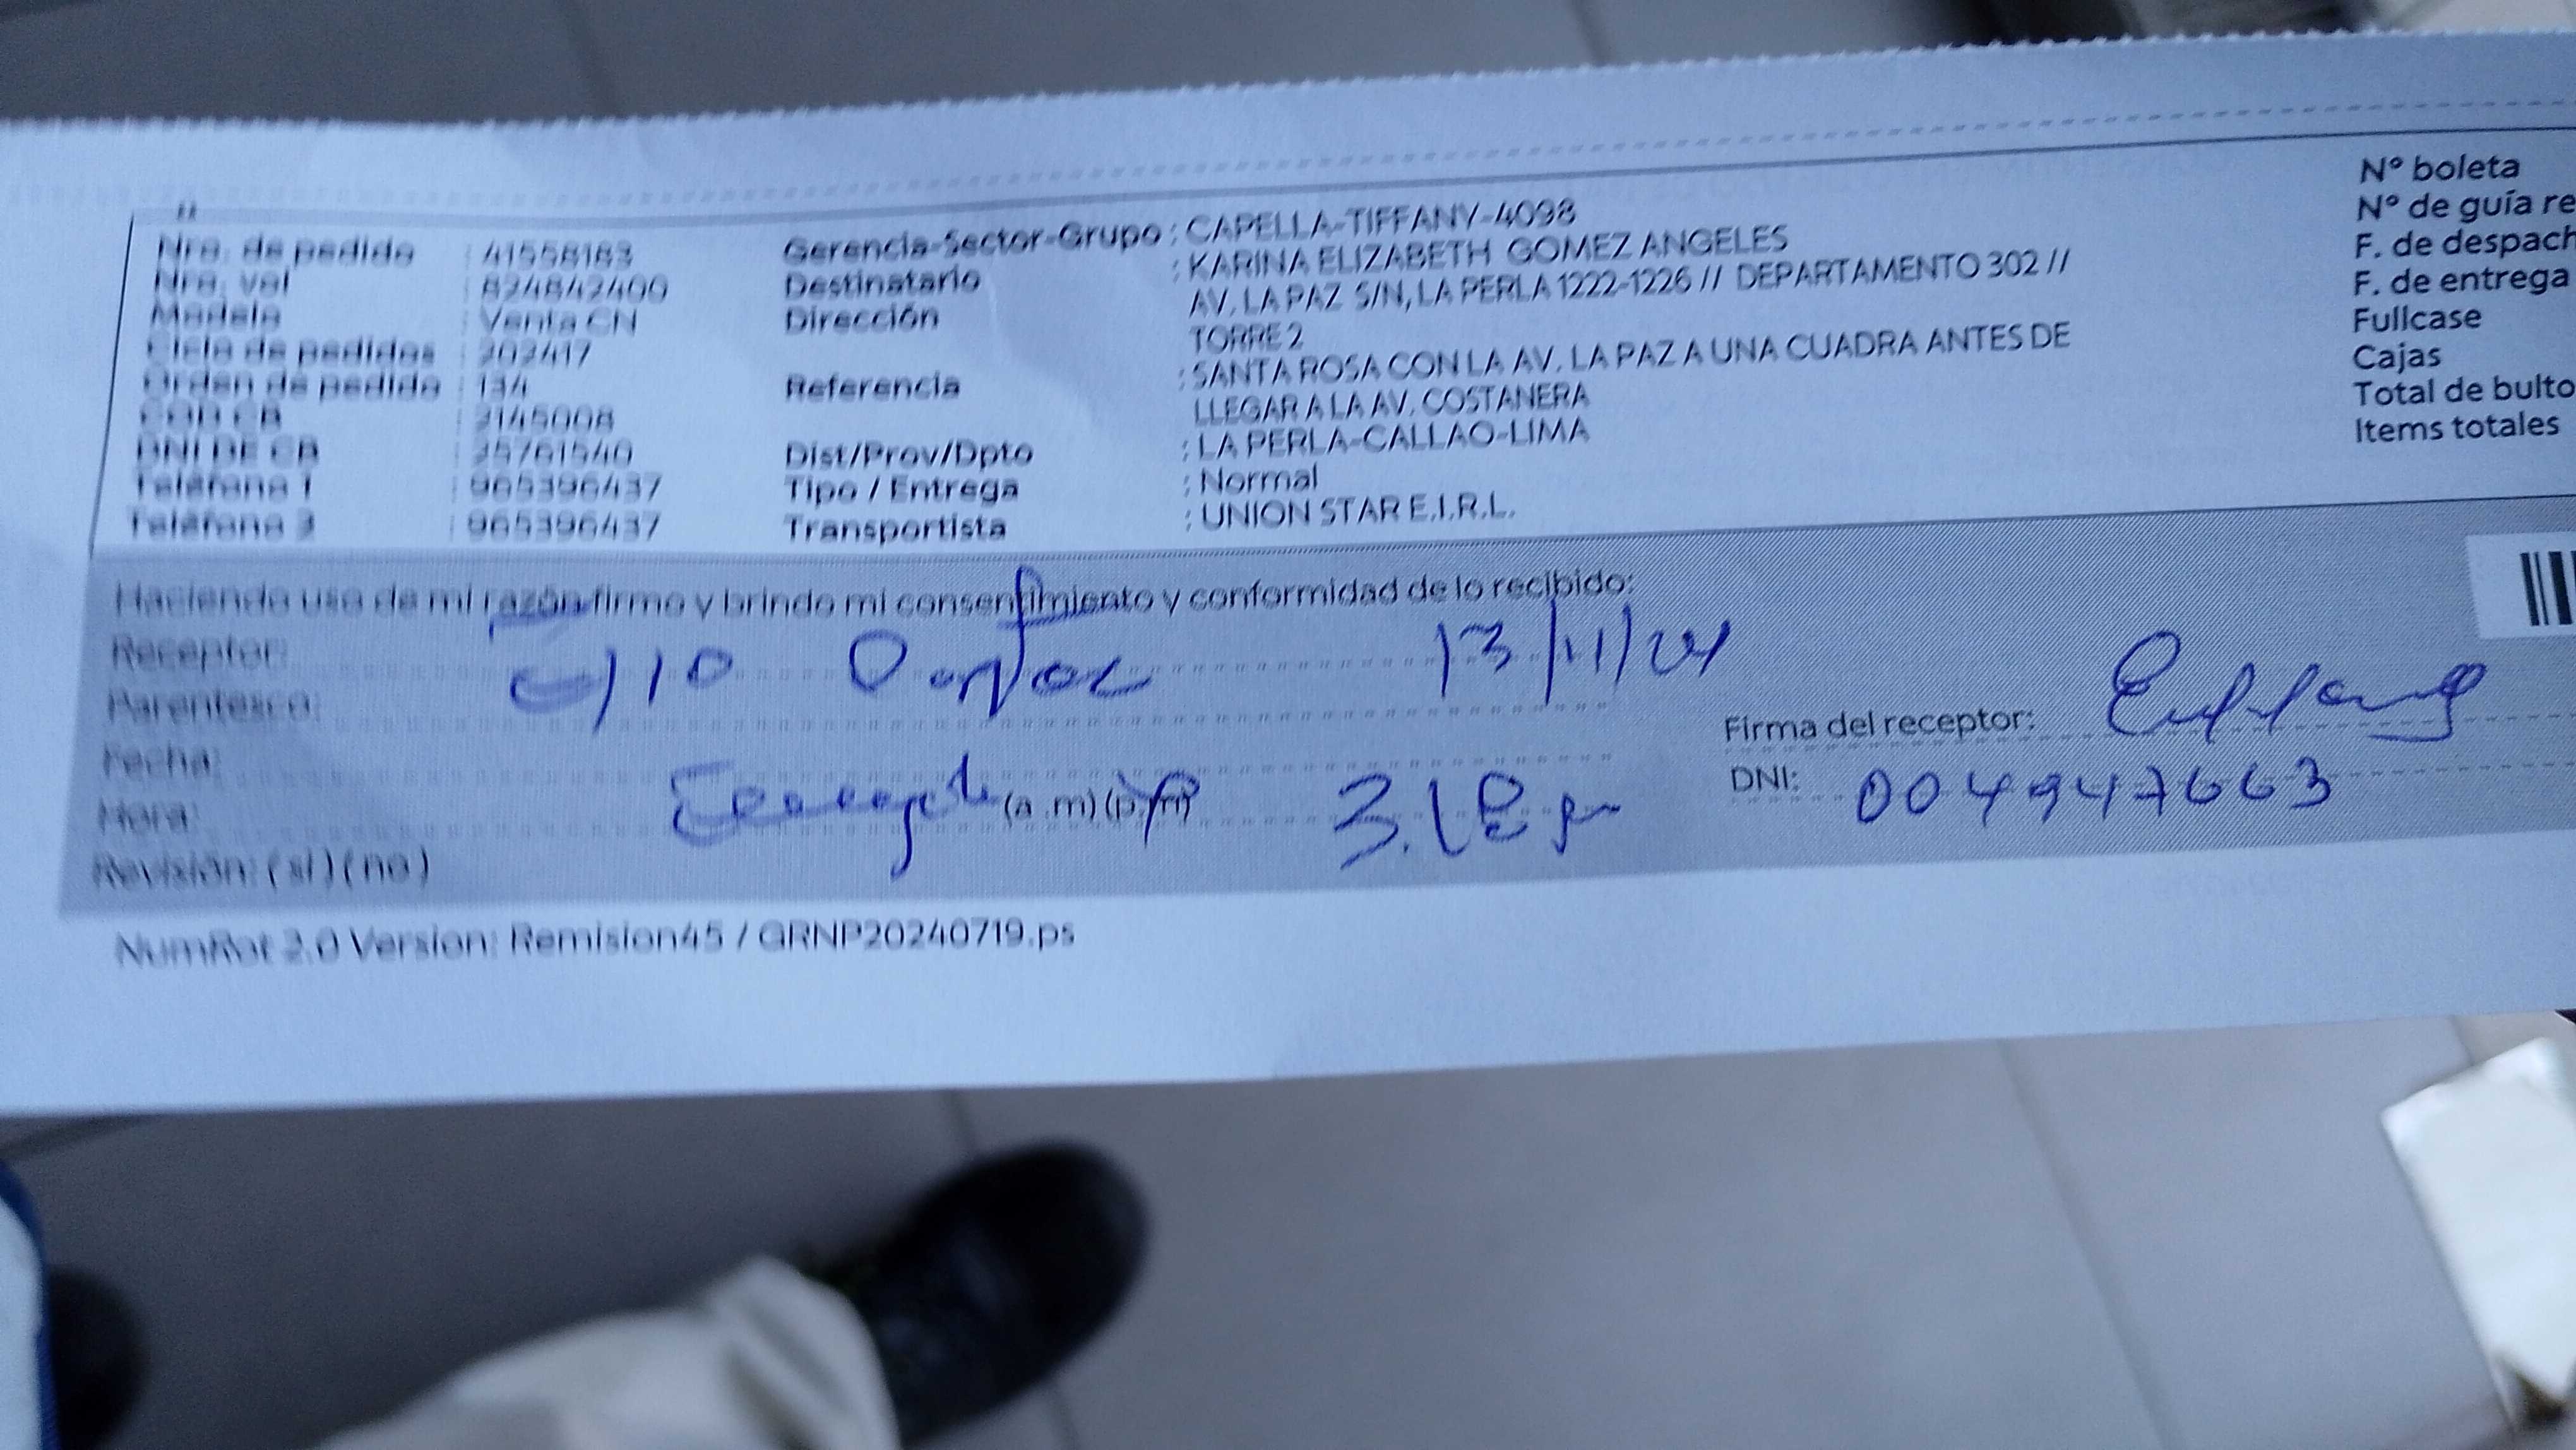 Nro. de pedido : 41558183
Nro. val : 824842400
Modelo : Venta CN
Ciclo de pedidos : 202417
Orden de pedido : 134
COD CB : 3145008
DNI DE CB : 25761540
Teléfono 1 : 965396437
Teléfono 2 : 965396437
Gerencia-Sector-Grupo : CAPELLA-TIFFANY-4098
Destinatario : KARINA ELIZABETH GOMEZ ANGELES
Dirección AV. LA PAZ S/N, LA PERLA 1222-1226 // DEPARTAMENTO 302 //
TORRE 2
Referencia : SANTA ROSA CON LA AV. LA PAZ A UNA CUADRA ANTES DE
LLEGAR A LA AV. COSTANERA
Dist/Prov/Dpto : LA PERLA-CALLAO-LIMA
Tipo / Entrega : Normal
Transportista : UNION STAR E.I.R.L.
Nº boleta
Nº de guía re
F. de despach
F. de entrega
Fullcase
Cajas
Total de bulto
Items totales
Haciendo uso de mi razón firmo y brindo mi consentimiento y conformidad de lo recibido:
Receptor: 13/11/24
Parentesco:
Fecha:
Hora: (a.m) (p.m)
Revisión: (si) (no)
Firma del receptor:
DNI: 004947663
NumRot 2.0 Version: Remision45 / GRNP20240719.ps